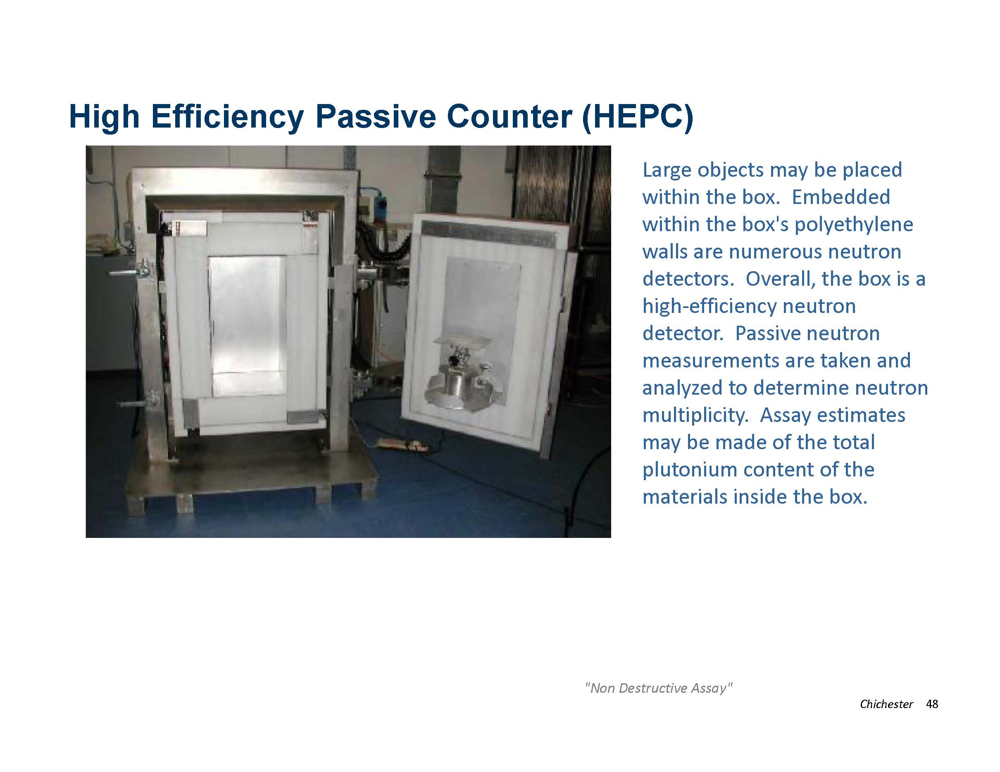 High Efficiency Passive Counter (HEPC)
Large objects may be placed
within the box.  Embedded
within the box's polyethylene
walls are numerous neutron
detectors.  Overall, the box is a
high-efficiency neutron
detector.  Passive neutron
measurements are taken and
analyzed to determine neutron
multiplicity.  Assay estimates
may be made of the total
plutonium content of the
materials inside the box.
"Non Destructive Assay"
Chichester 48